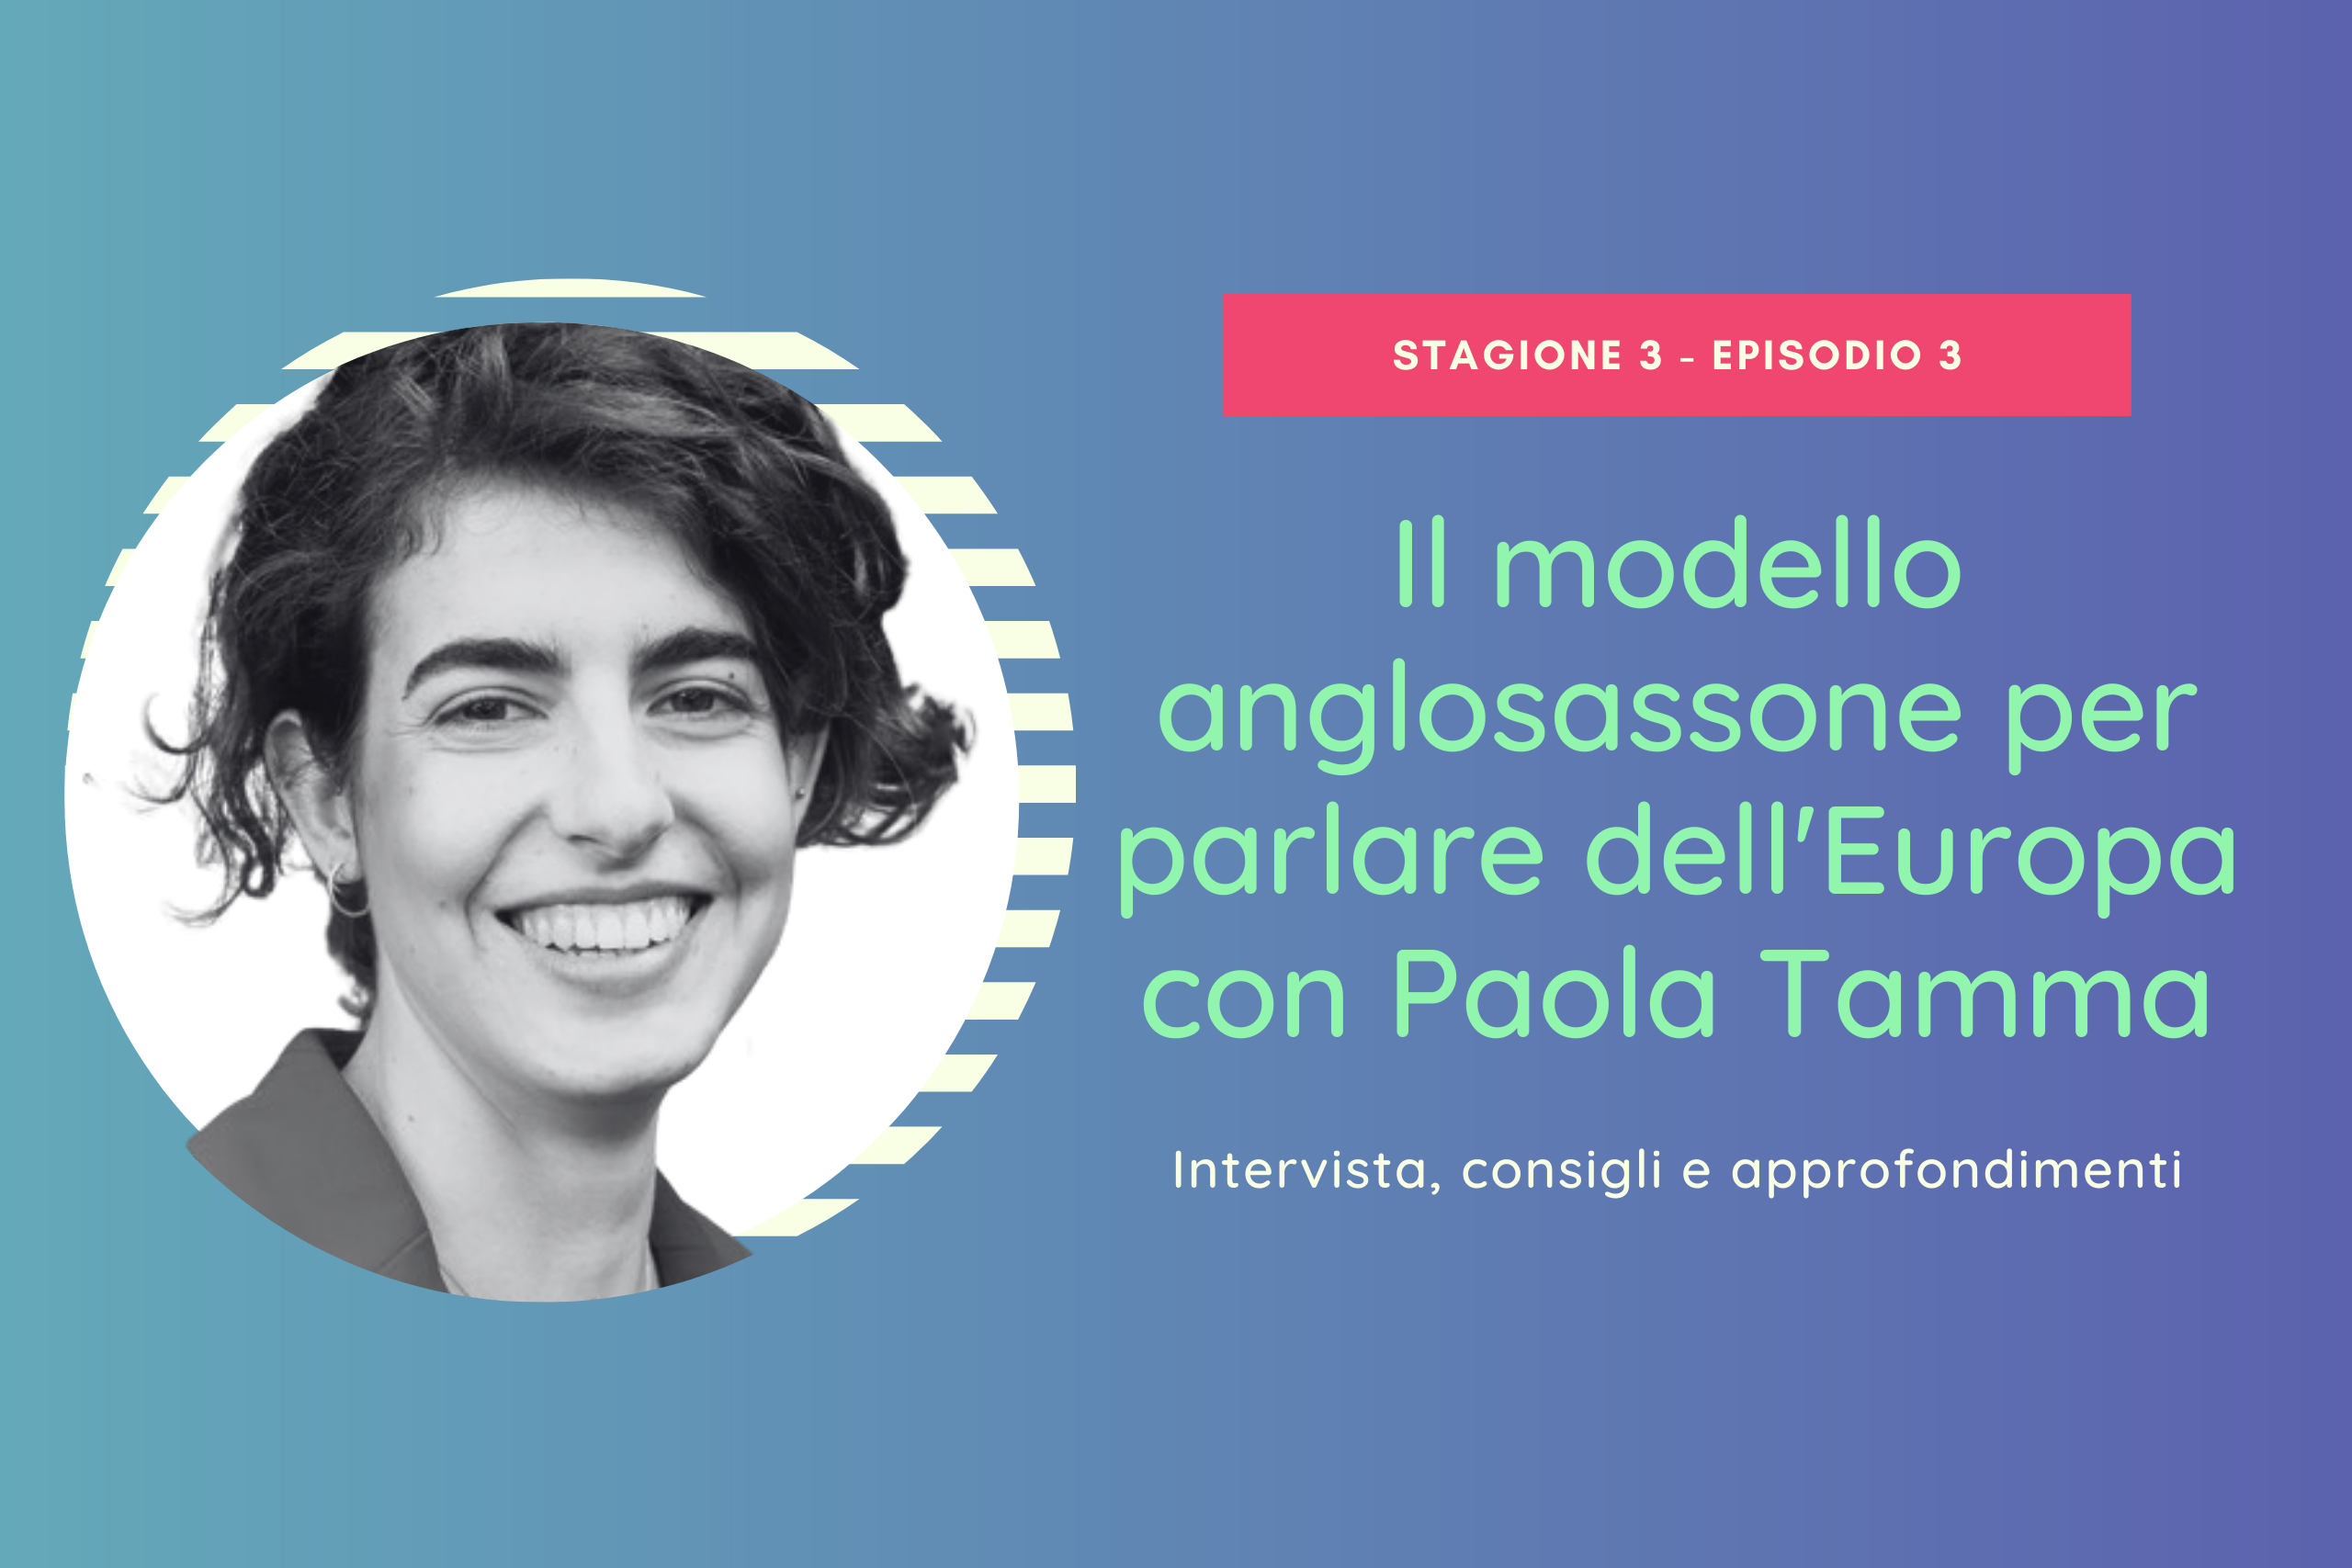 STAGIONE 3 - EPISODIO 3
Il modello
anglosassone per
parlare dell'Europa
con Paola Tamma
Intervista, consigli e approfondimenti